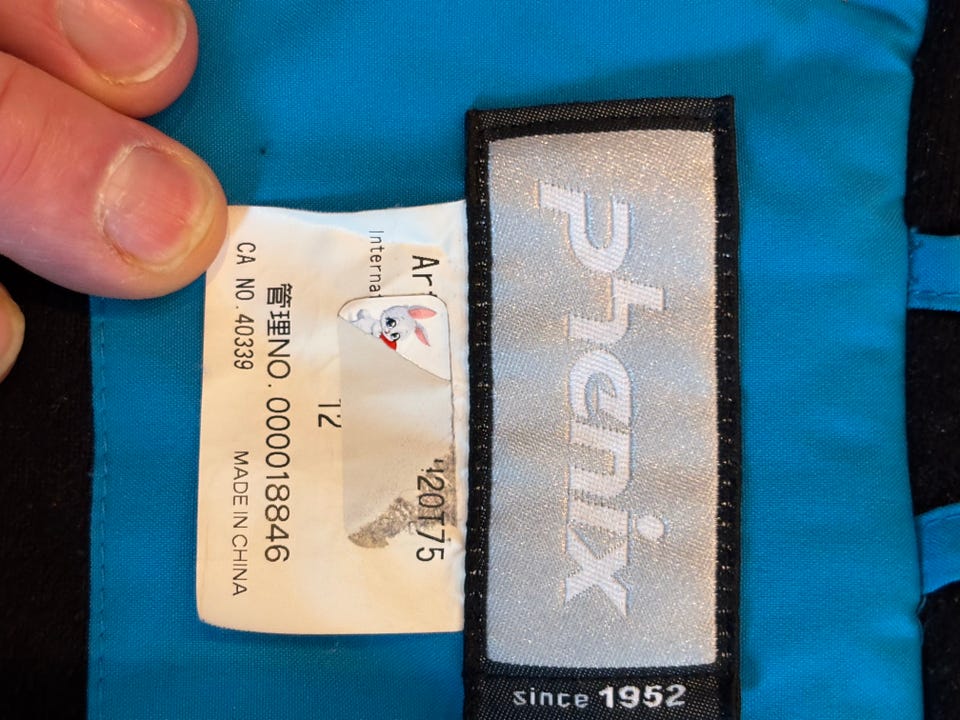 Phenix
since 1952
Ar 20T75
Interna
12
管理NO. 000018846
CA NO. 40339 MADE IN CHINA